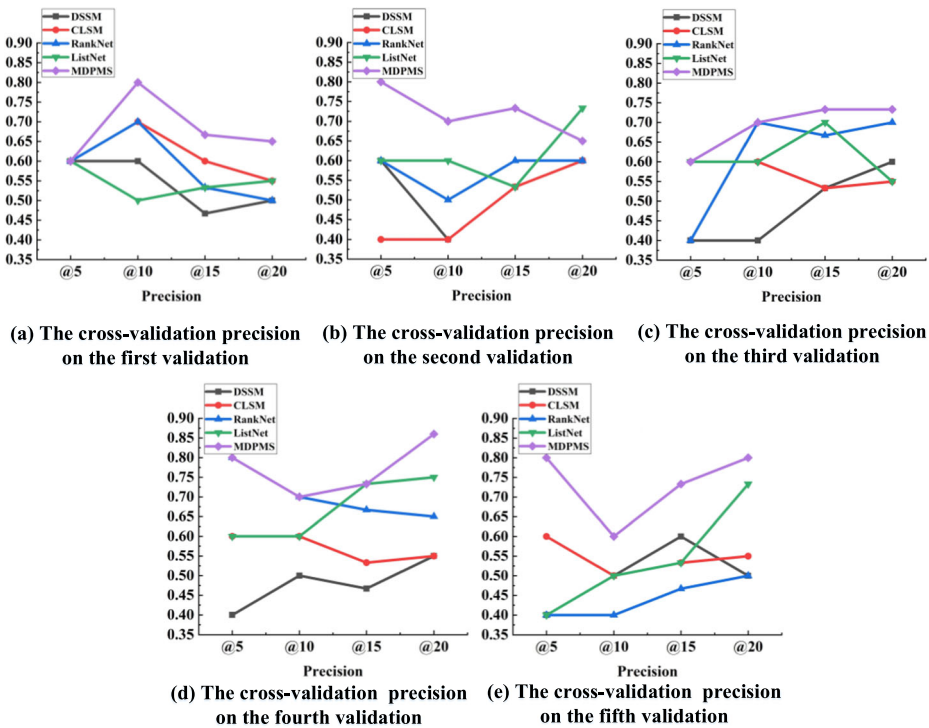 DSSM
CLSM
RankNet
ListNet
MDPMS
0.90
0.85
0.80
0.75
0.70
0.65
0.60
0.55
0.50
0.45
0.40
0.35
@5
@10
@15
@20
Precision
(a) The cross-validation precision
on the first validation
DSSM
CLSM
RankNet
ListNet
MDPMS
0.90
0.85
0.80
0.75
0.70
0.65
0.60
0.55
0.50
0.45
0.40
0.35
@5
@10
@15
@20
Precision
(b) The cross-validation precision
on the second validation
DSSM
CLSM
RankNet
ListNet
MDPMS
0.90
0.85
0.80
0.75
0.70
0.65
0.60
0.55
0.50
0.45
0.40
0.35
@5
@10
@15
@20
Precision
(c) The cross-validation precision
on the third validation
DSSM
CLSM
RankNet
ListNet
MDPMS
0.90
0.85
0.80
0.75
0.70
0.65
0.60
0.55
0.50
0.45
0.40
0.35
@5
@10
@15
@20
Precision
(d) The cross-validation precision
on the fourth validation
DSSM
CLSM
RankNet
ListNet
MDPMS
0.90
0.85
0.80
0.75
0.70
0.65
0.60
0.55
0.50
0.45
0.40
0.35
@5
@10
@15
@20
Precision
(e) The cross-validation precision
on the fifth validation